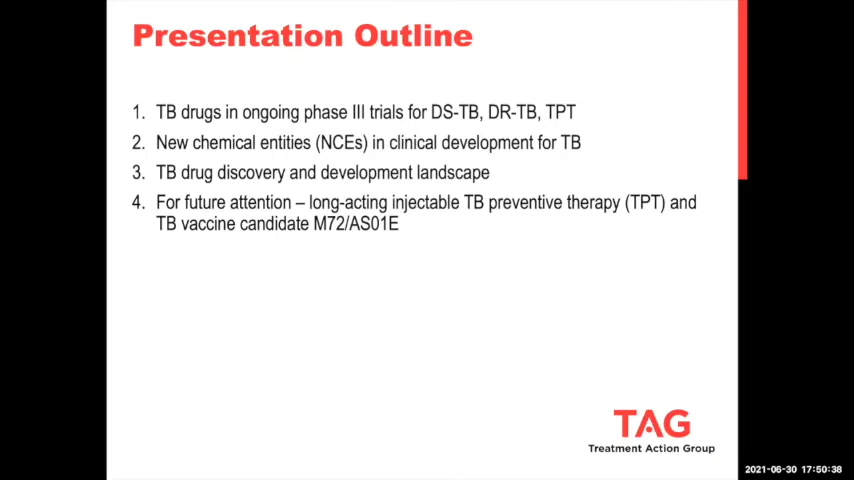 Presentation Outline
1. TB drugs in ongoing phase III trials for DS-TB, DR-TB, TPT
2. New chemical entities (NCEs) in clinical development for TB
3. TB drug discovery and development landscape
4. For future attention – long-acting injectable TB preventive therapy (TPT) and
TB vaccine candidate M72/AS01E
TAG
Treatment Action Group
2021-06-30 17:50:38